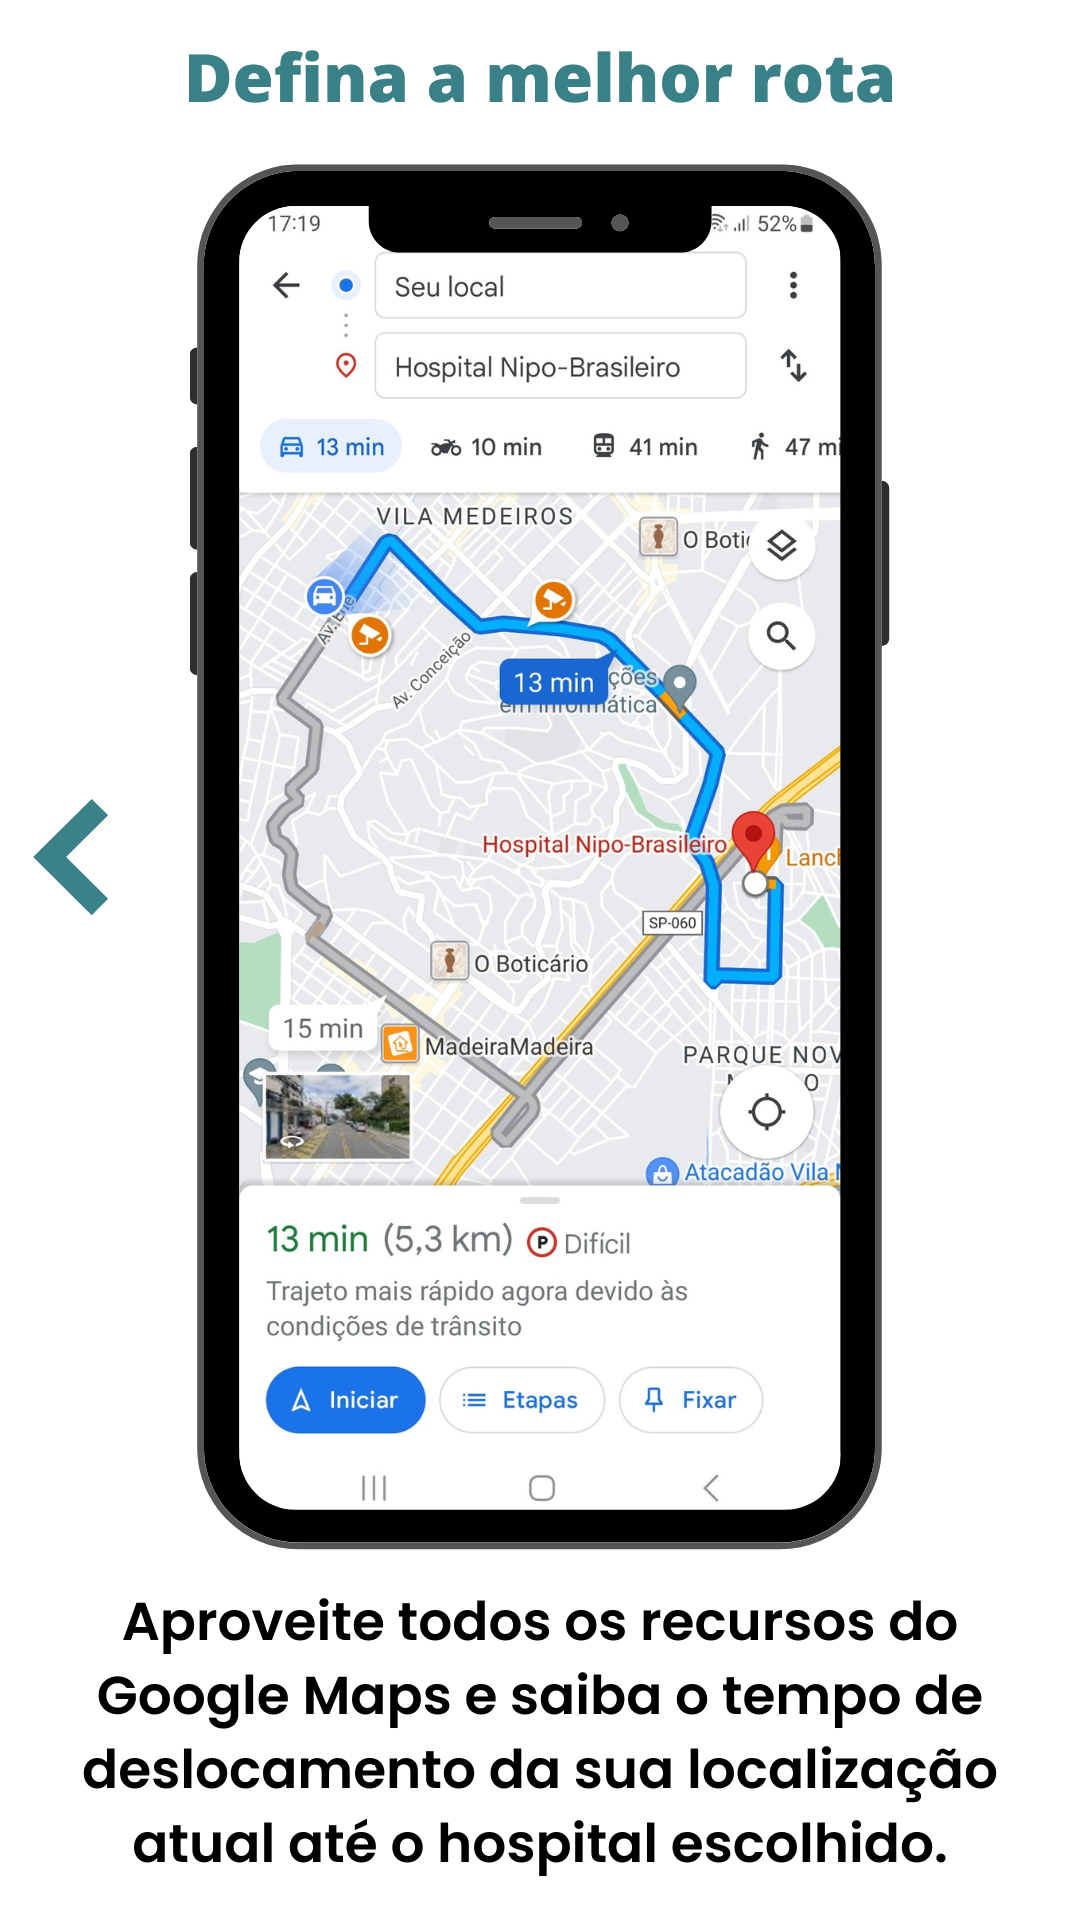 Defina a melhor rota
17:19
52%
Seu local
Hospital Nipo-Brasileiro
13 min
10 min
41 min
47 mi
VILA MEDEIROS
O Botic
Av. Ene
Av. Conceição
13 min
ções
em informática
Hospital Nipo-Brasileiro
Lanch
SP-060
O Boticário
15 min
MadeiraMadeira
PARQUE NOV
O
Atacadão Vila M
13 min (5,3 km) P Difícil
Trajeto mais rápido agora devido às
condições de trânsito
Iniciar
Etapas
Fixar
Aproveite todos os recursos do
Google Maps e saiba o tempo de
deslocamento da sua localização
atual até o hospital escolhido.